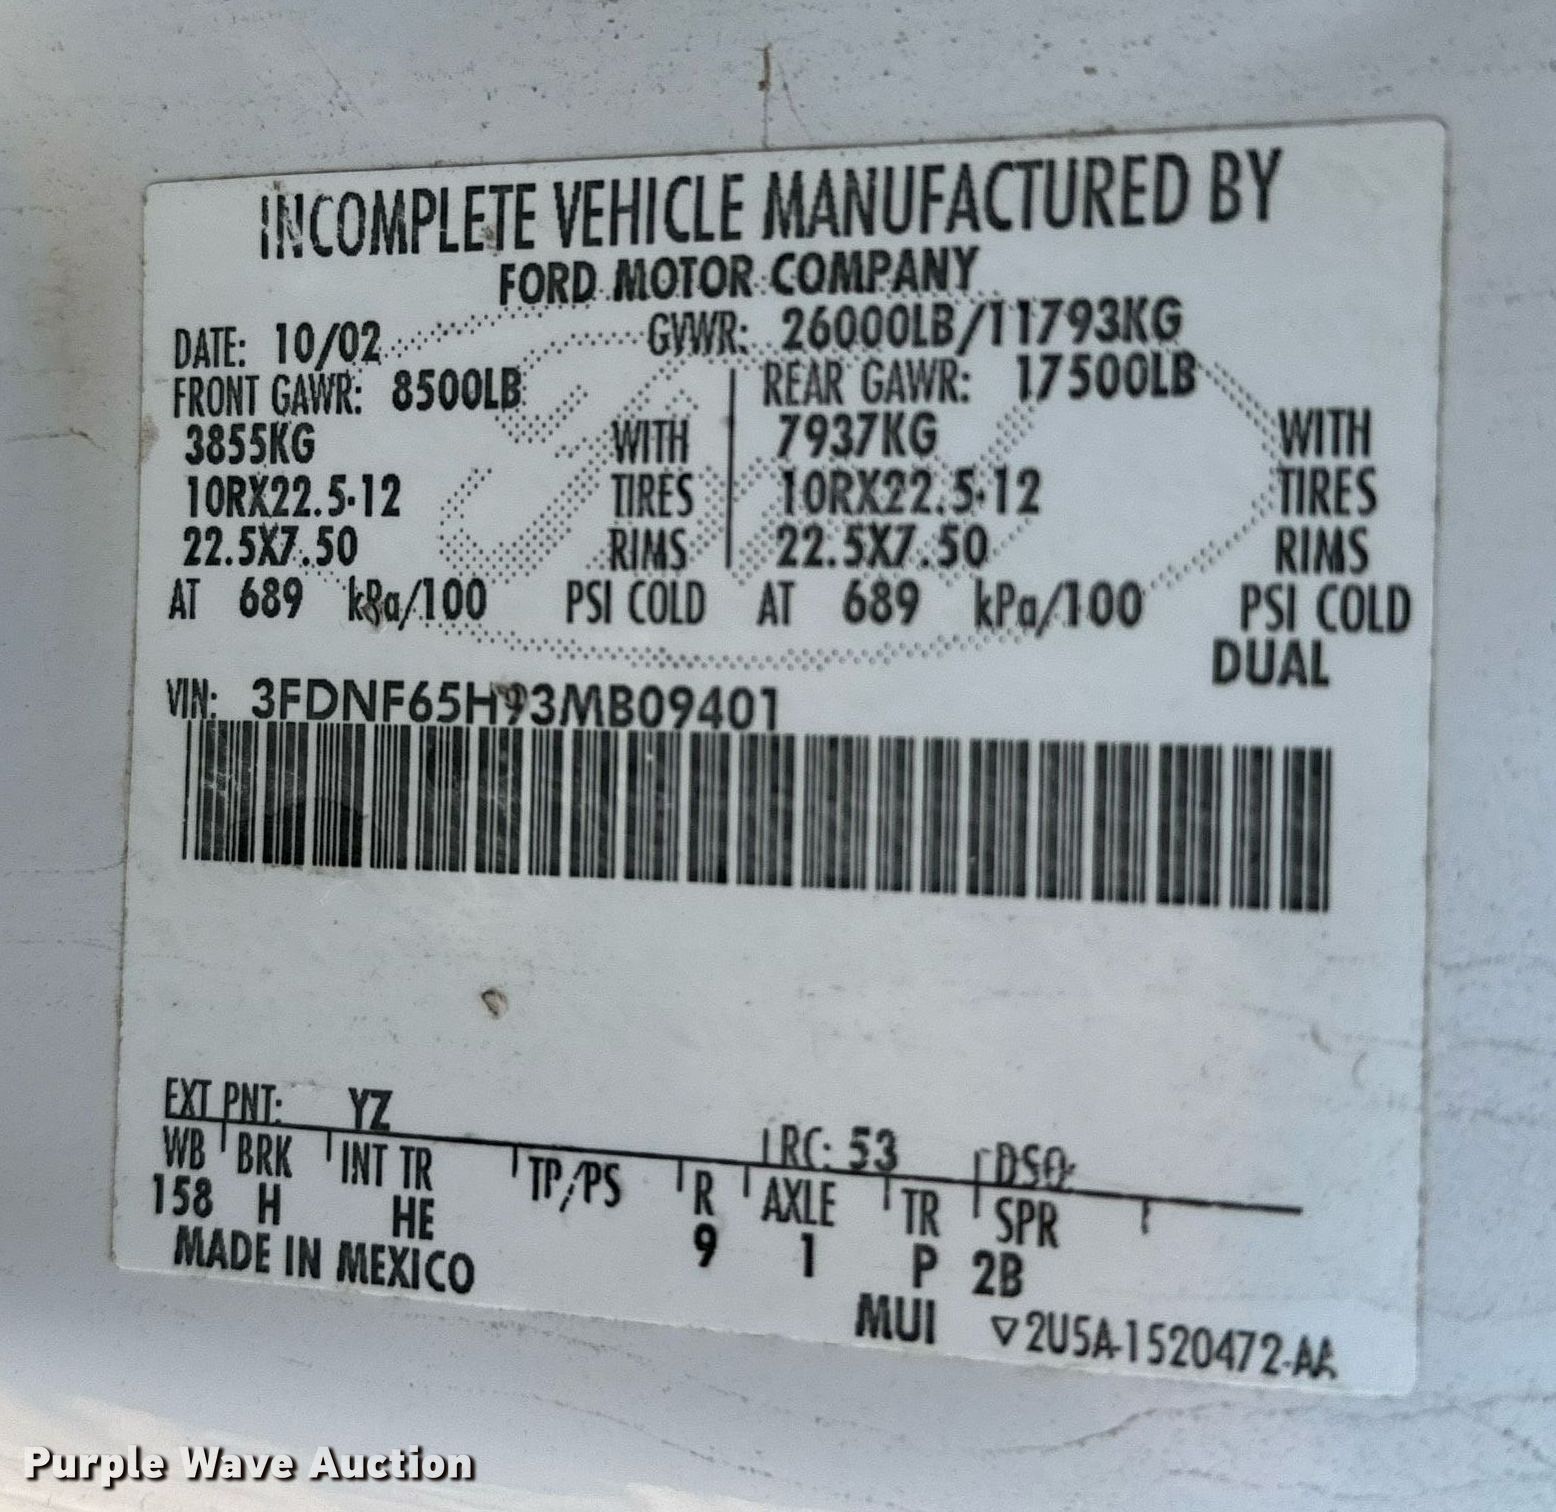 INCOMPLETE VEHICLE MANUFACTURED BY
FORD MOTOR COMPANY
DATE: 10/02 GVWR: 26000LB/11793KG
FRONT GAWR: 8500LB REAR GAWR: 17500LB
3855KG WITH 7937KG WITH
10RX22.5-12 TIRES 10RX22.5-12 TIRES
22.5X7.50 RIMS 22.5X7.50 RIMS
AT 689 kPa/100 PSI COLD AT 689 kPa/100 PSI COLD
DUAL
VIN: 3FDNF65H93MB09401
EXT PNT: YZ RC: 53 DSO:
WB BRK INT TR TP/PS R AXLE TR SPR
158 H HE 9 1 P 2B
MADE IN MEXICO
MUI ▽2U5A-1520472-AA
Purple Wave Auction